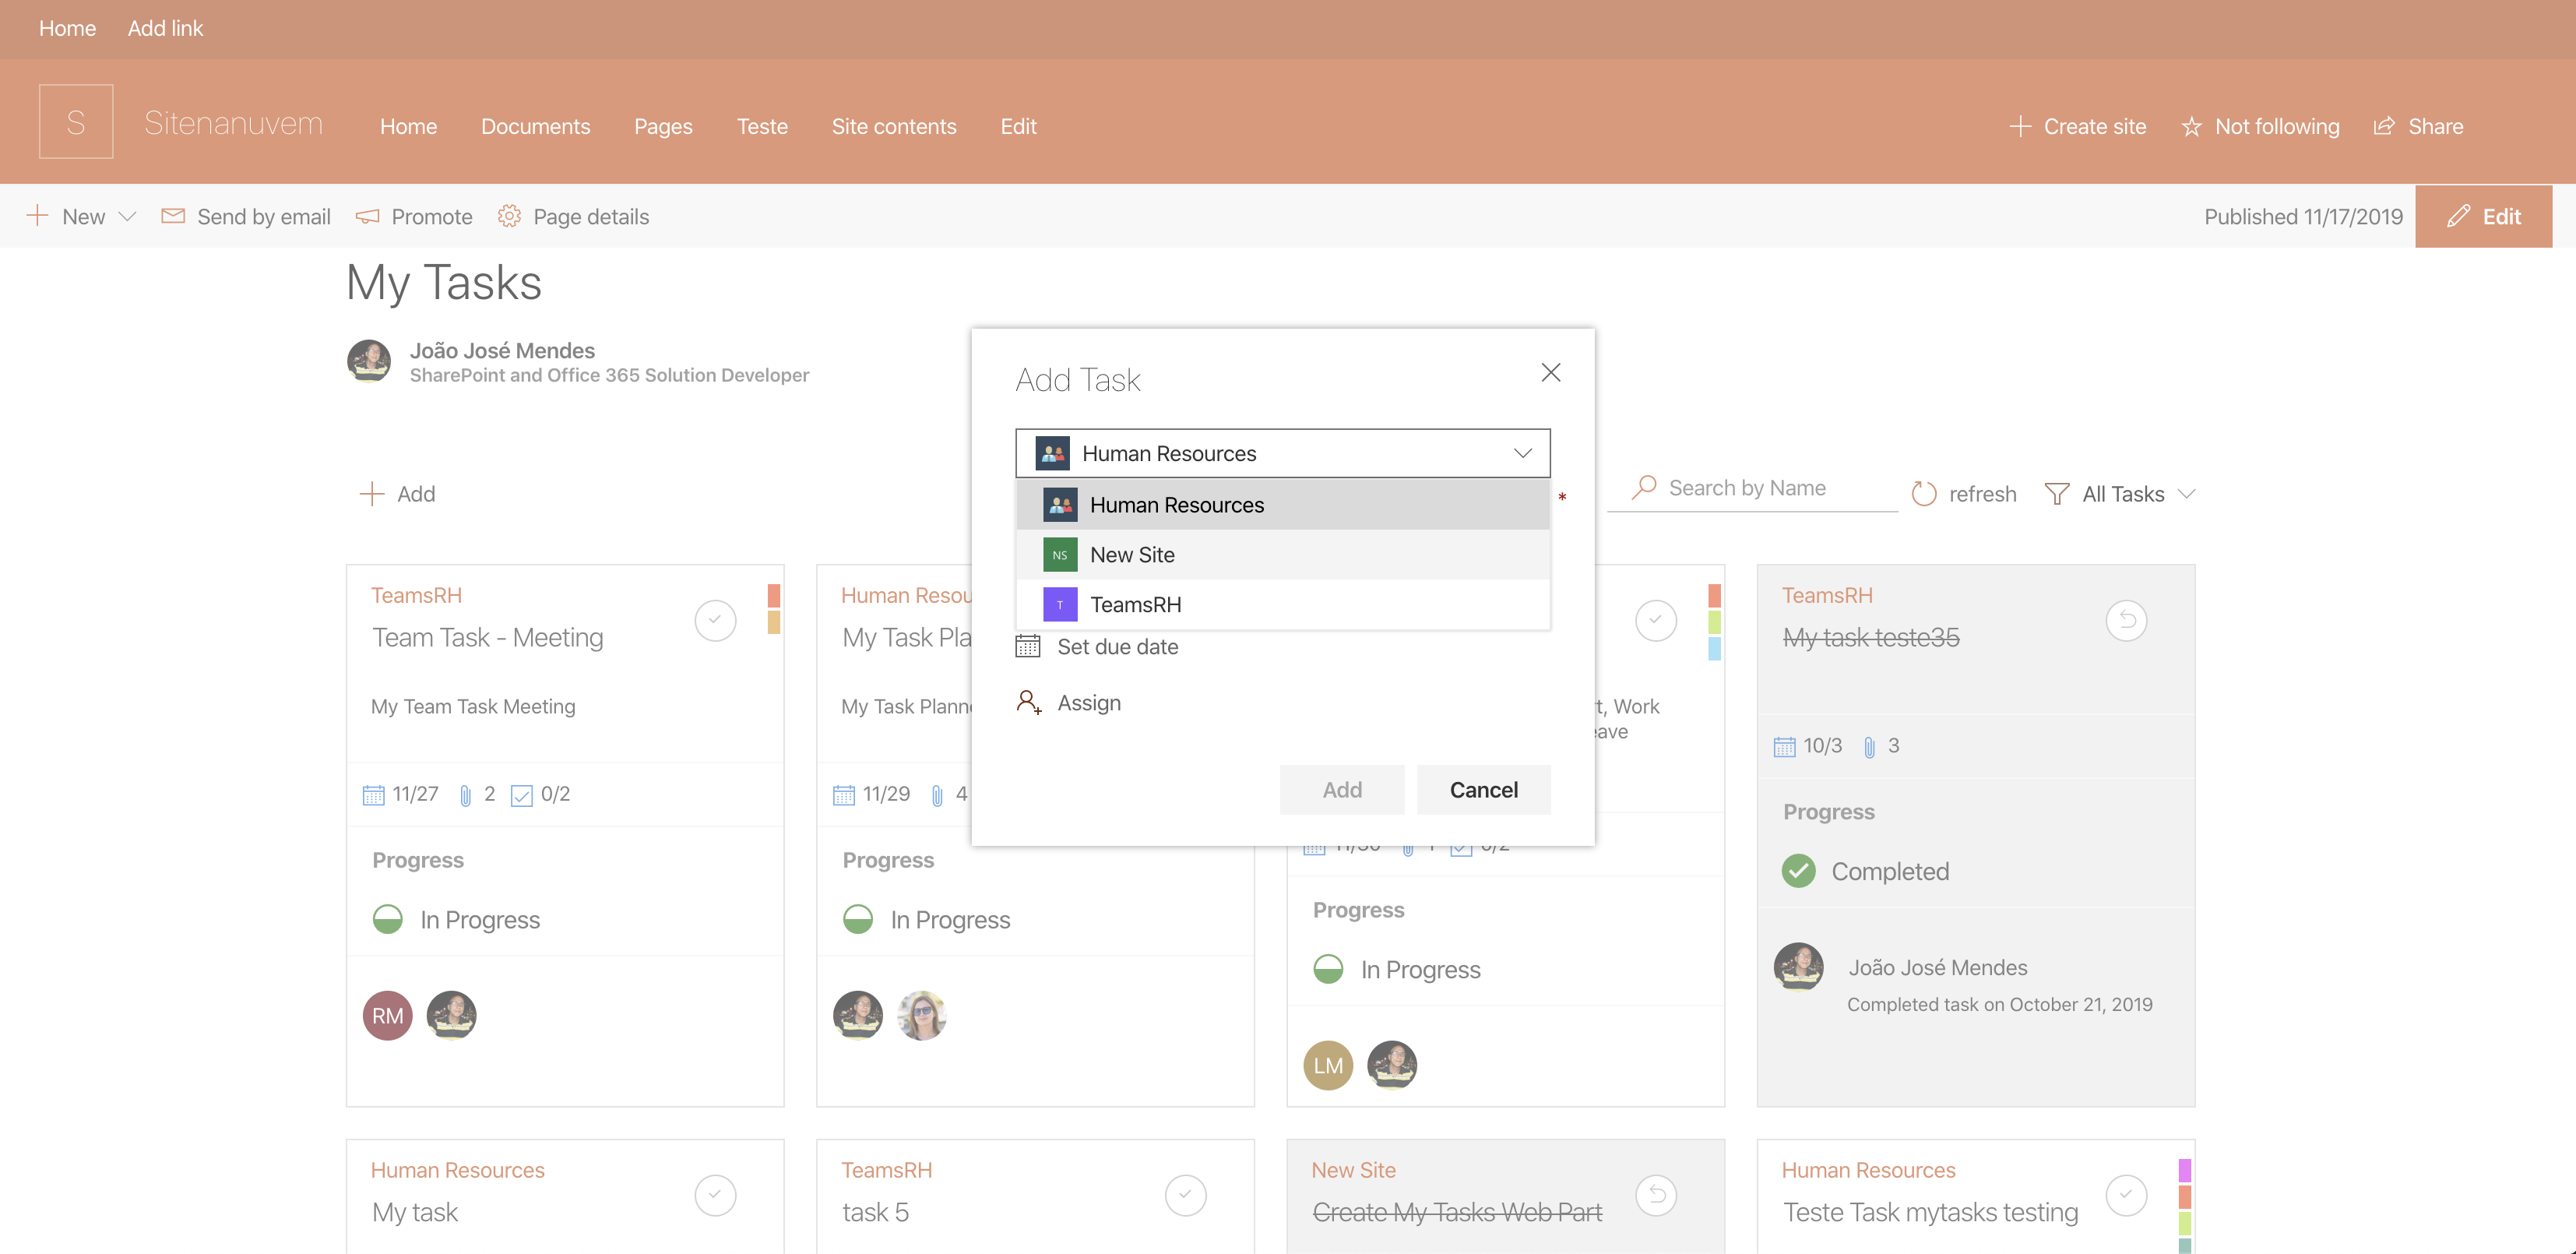 Home Add link
S Sitenanuvem Home Documents Pages Teste Site contents Edit Create site Not following Share
New Send by email Promote Page details Published 11/17/2019 Edit
My Tasks
João José Mendes
SharePoint and Office 365 Solution Developer
Add Task
Human Resources
Add Search by Name refresh All Tasks
Human Resources *
NS New Site
T TeamsRH
Set due date
Assign
Add Cancel
TeamsRH
Team Task - Meeting
My Team Task Meeting
11/27 2 0/2
Progress
In Progress
RM
Human Resou
My Task Pla
My Task Plann
11/29 4
Progress
In Progress
t, Work
eave
Progress
In Progress
LM
TeamsRH
My task teste35
10/3 3
Progress
Completed
João José Mendes
Completed task on October 21, 2019
Human Resources
My task
TeamsRH
task 5
New Site
Create My Tasks Web Part
Human Resources
Teste Task mytasks testing